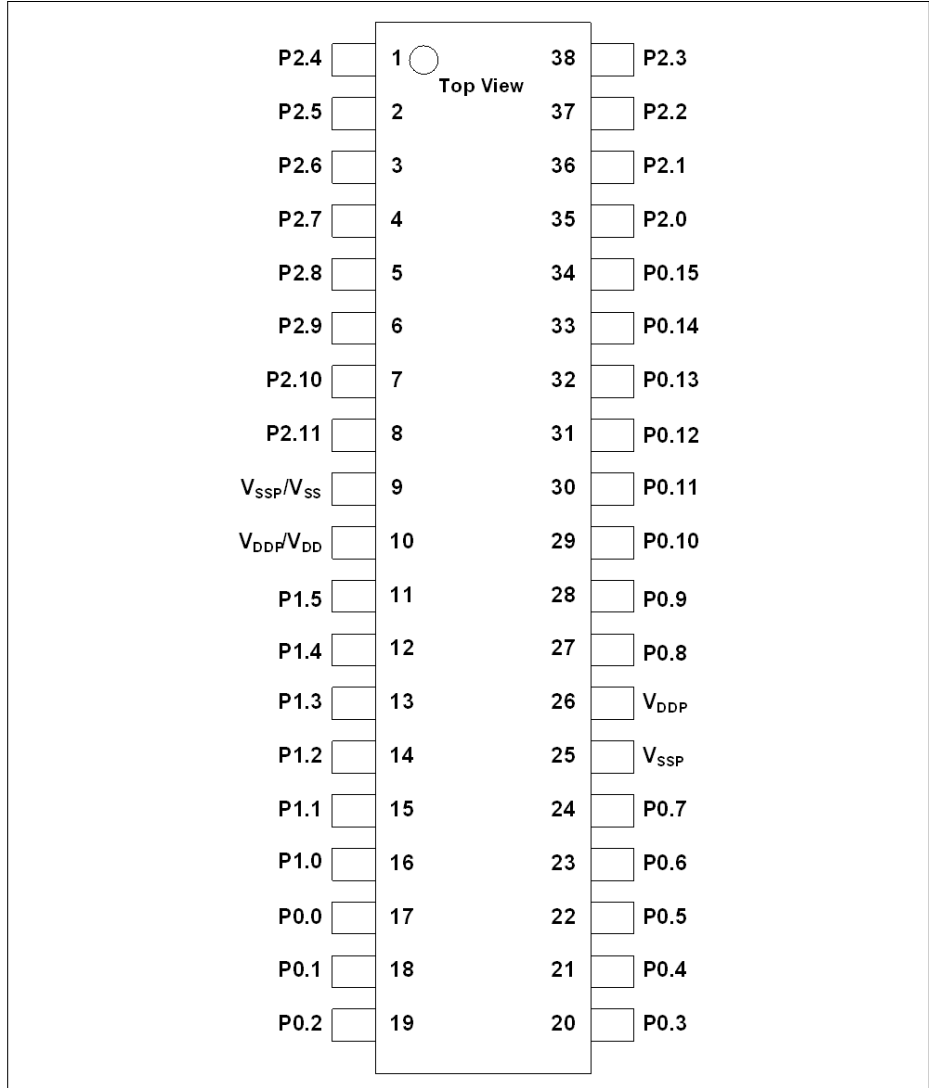 P2.4 1 38 P2.3
Top View
P2.5 2 37 P2.2
P2.6 3 36 P2.1
P2.7 4 35 P2.0
P2.8 5 34 P0.15
P2.9 6 33 P0.14
P2.10 7 32 P0.13
P2.11 8 31 P0.12
VSSP/VSS 9 30 P0.11
VDDP/VDD 10 29 P0.10
P1.5 11 28 P0.9
P1.4 12 27 P0.8
P1.3 13 26 VDDP
P1.2 14 25 VSSP
P1.1 15 24 P0.7
P1.0 16 23 P0.6
P0.0 17 22 P0.5
P0.1 18 21 P0.4
P0.2 19 20 P0.3